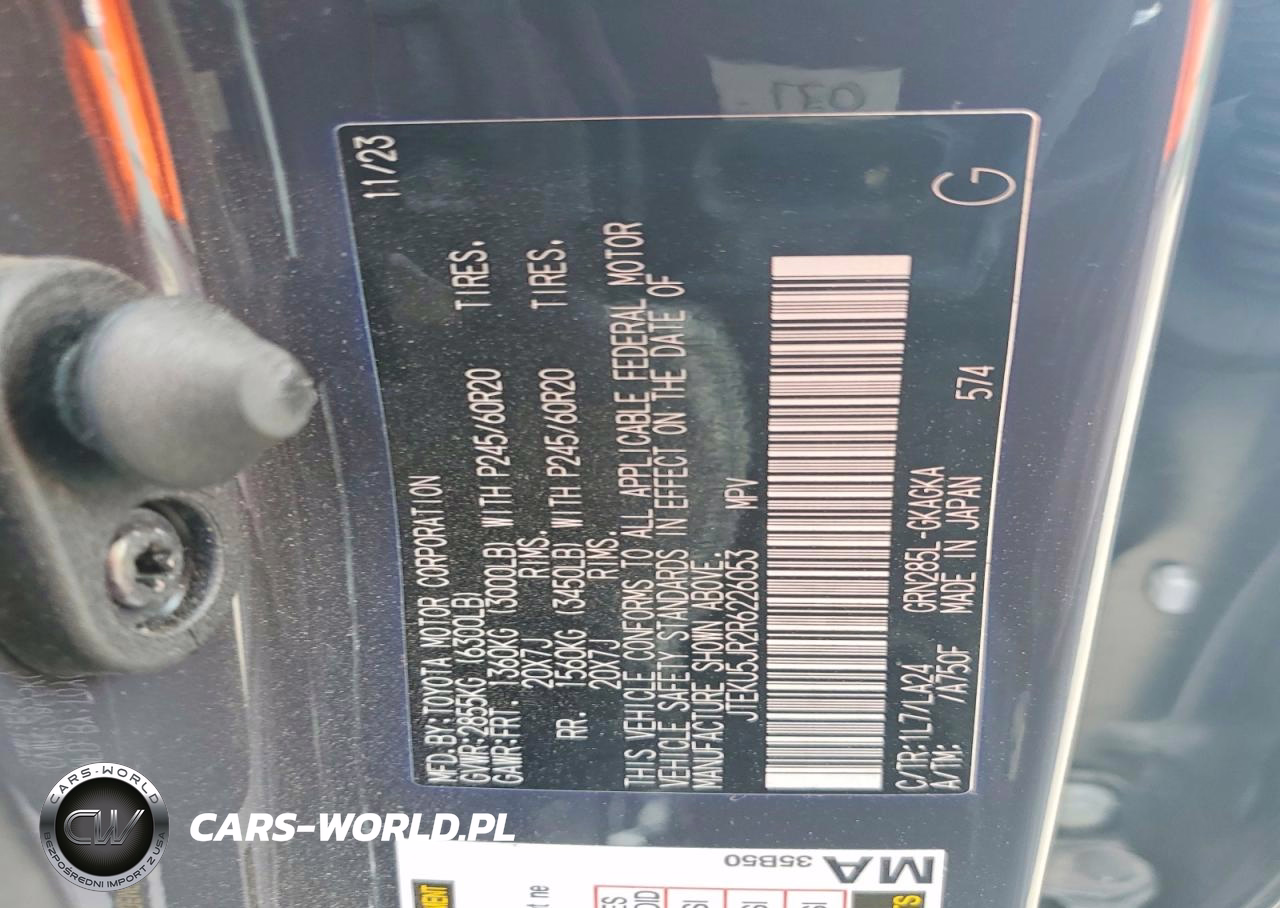 11/23
MFD.BY:TOYOTA MOTOR CORPORATION
GVWR:2855KG (6300LB)
GAWR:FRT. 1360KG (3000LB) WITH P245/60R20 TIRES.
20X7J RIMS.
RR. 1560KG (3450LB) WITH P245/60R20 TIRES.
20X7J RIMS.
THIS VEHICLE CONFORMS TO ALL APPLICABLE FEDERAL MOTOR
VEHICLE SAFETY STANDARDS IN EFFECT ON THE DATE OF
MANUFACTURE SHOWN ABOVE.
JTEKU5JR2R6226053 MPV
C/TR:1L7/LA24 GRN285L-GKAGKA
A/TM: /A750F MADE IN JAPAN 574
G
037
MA
35B50
CARS-WORLD
CW
BEZPOŚREDNI IMPORT Z USA
CARS-WORLD.PL